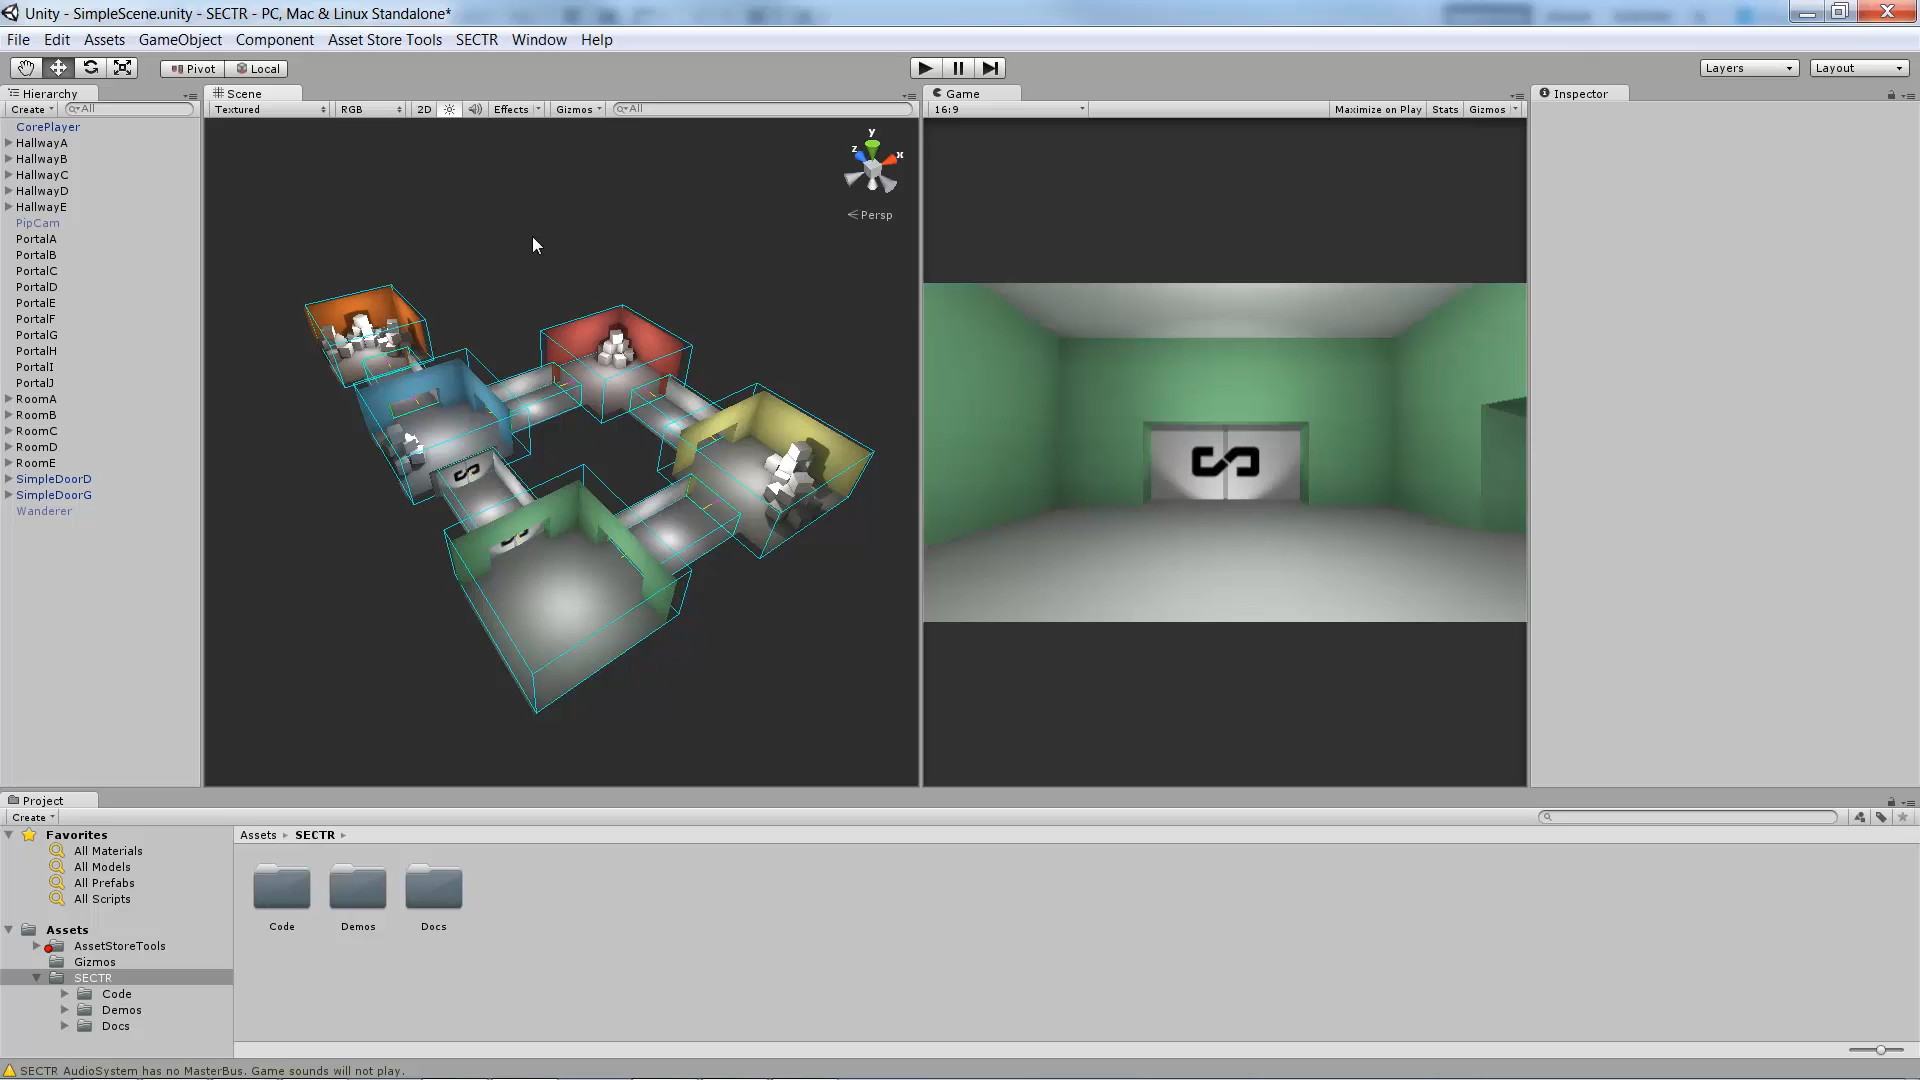 Unity - SimpleScene.unity - SECTR - PC, Mac & Linux Standalone*
File Edit Assets GameObject Component Asset Store Tools SECTR Window Help
Pivot Local Layers Layout
Hierarchy
Create All
CorePlayer
HallwayA
HallwayB
HallwayC
HallwayD
HallwayE
PipCam
PortalA
PortalB
PortalC
PortalD
PortalE
PortalF
PortalG
PortalH
PortalI
PortalJ
RoomA
RoomB
RoomC
RoomD
RoomE
SimpleDoorD
SimpleDoorG
Wanderer
Scene
Textured RGB 2D Effects Gizmos All
y
z x
Persp
Game
16:9 Maximize on Play Stats Gizmos
Inspector
Project
Create
Favorites
All Materials
All Models
All Prefabs
All Scripts
Assets
AssetStoreTools
Gizmos
SECTR
Code
Demos
Docs
Assets SECTR
Code Demos Docs
SECTR AudioSystem has no MasterBus. Game sounds will not play.